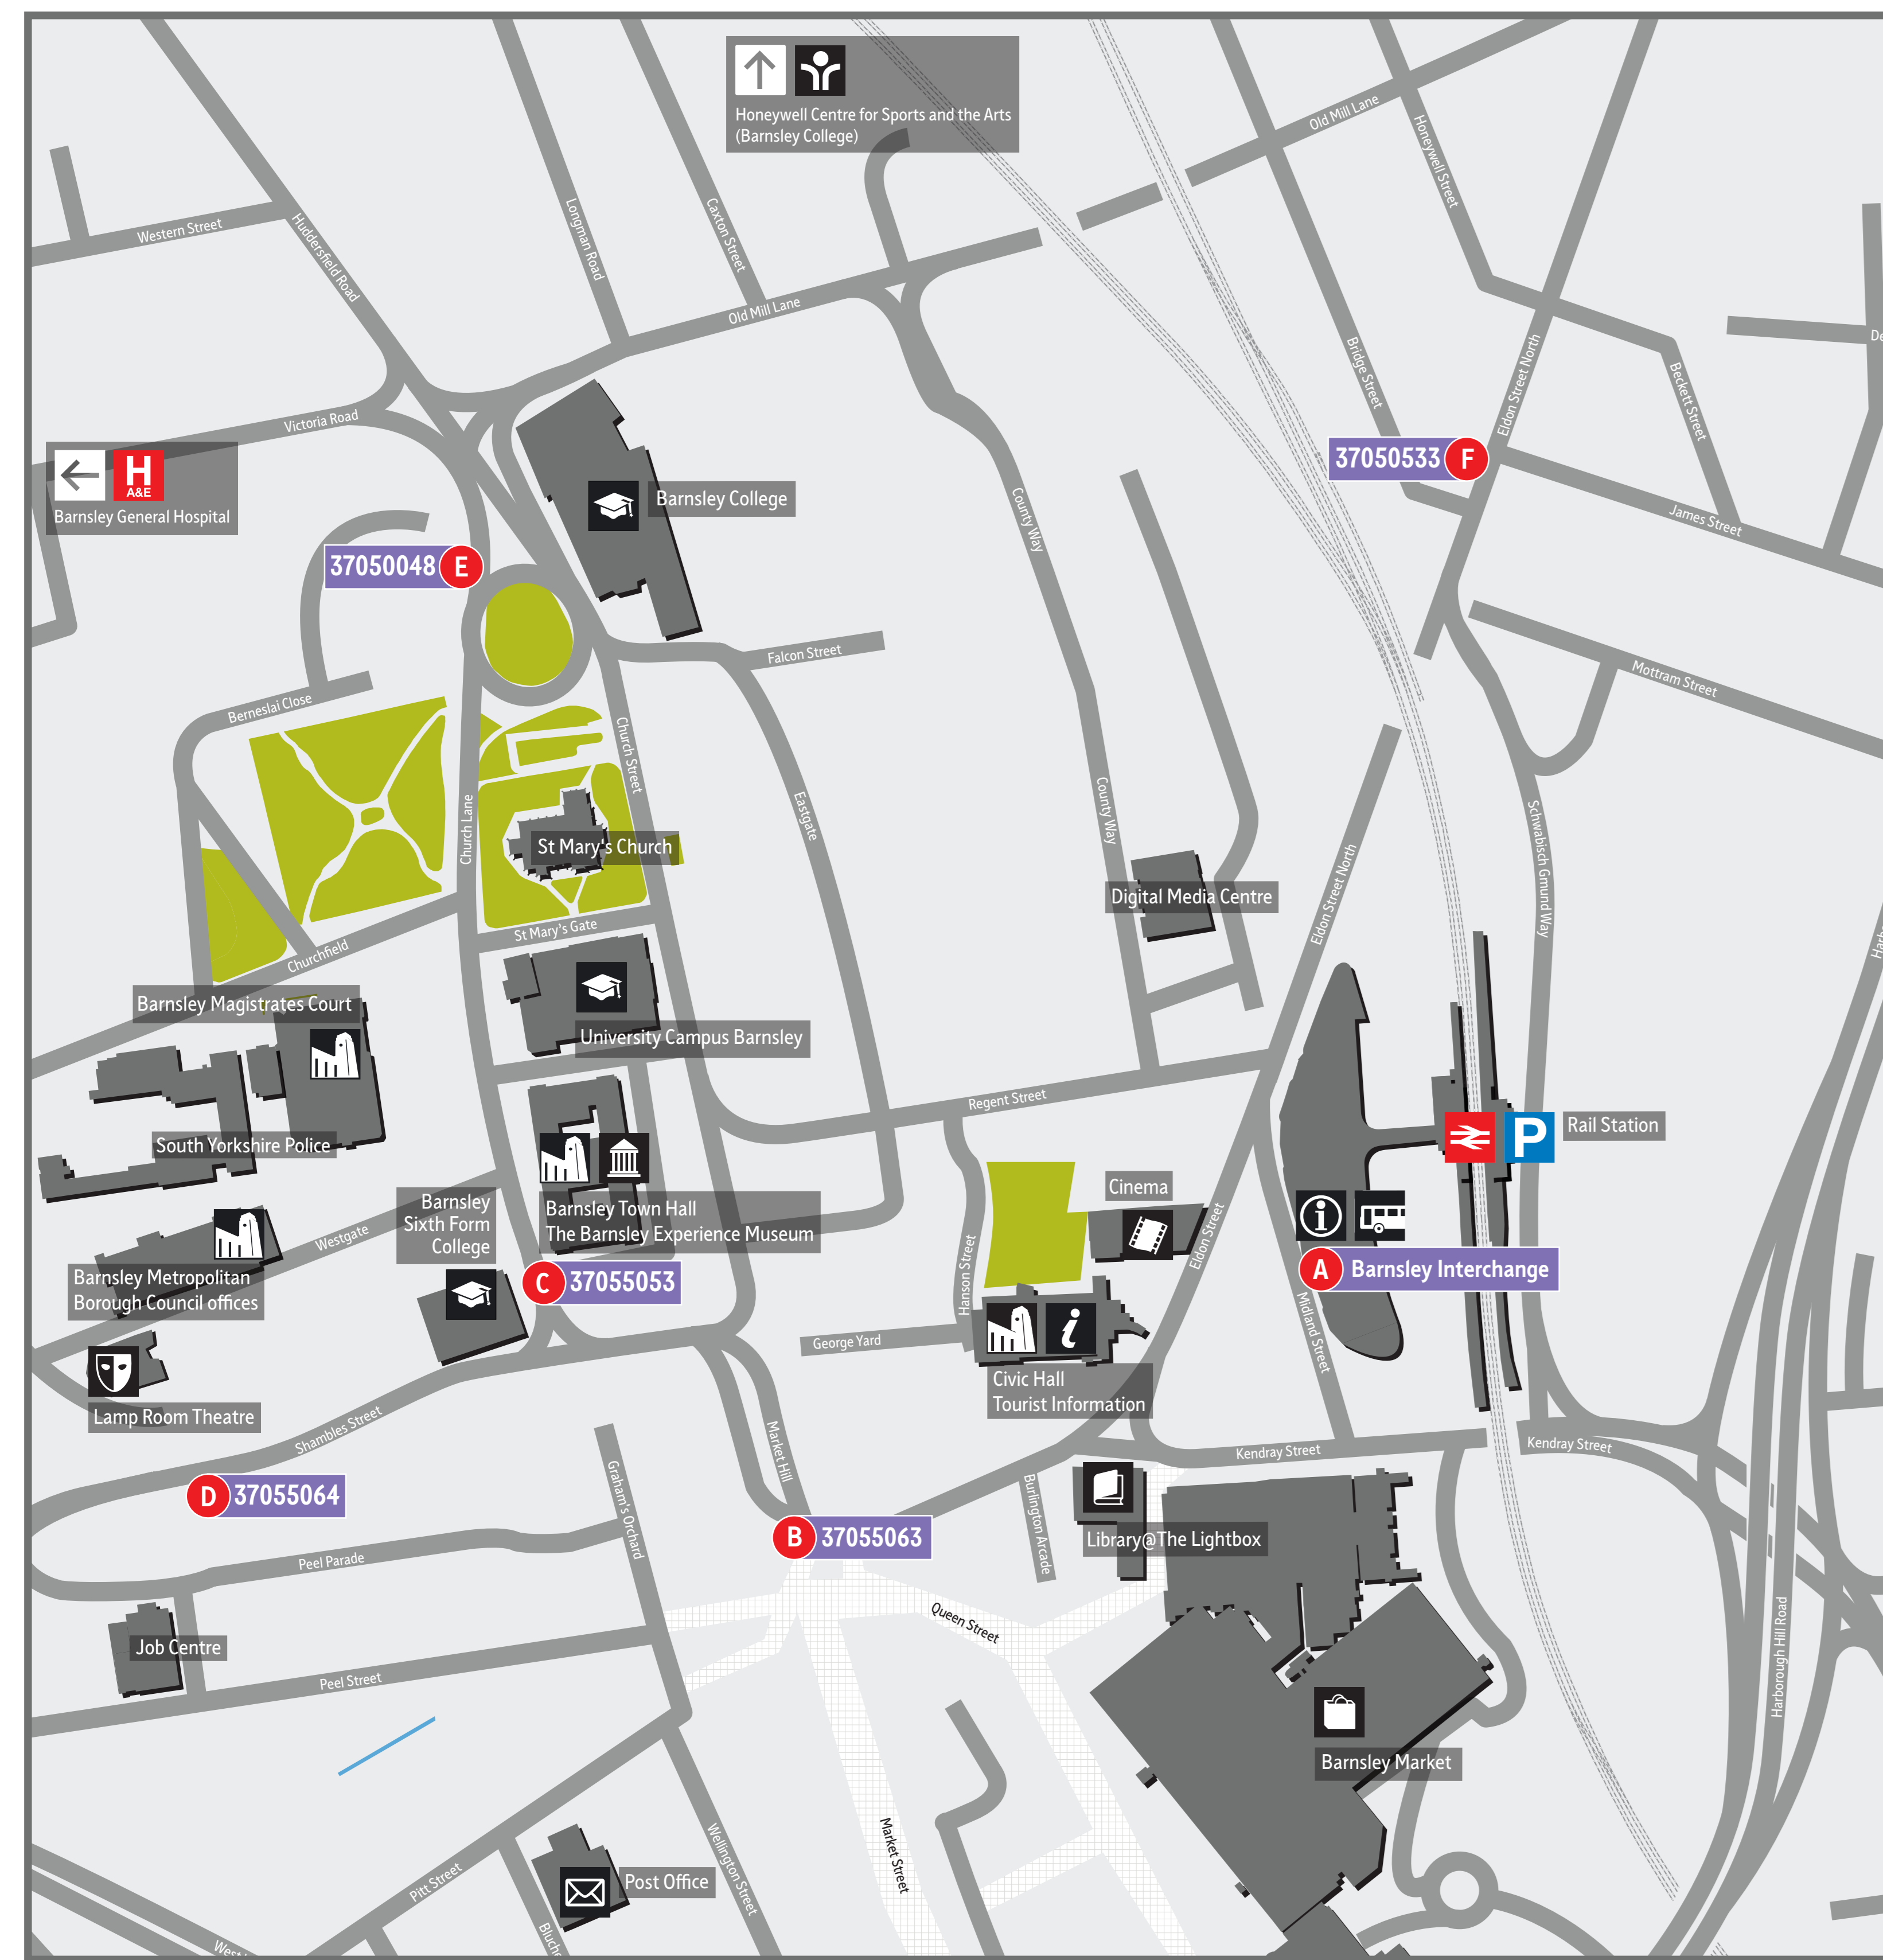 Honeywell Centre for Sports and the Arts
(Barnsley College)
Old Mill Lane
Honeywell Street
Western Street
Huddersfield Road
Longman Road
Caxton Street
Old Mill Lane
Bridge Street
Eldon Street North
Beckett Street
Victoria Road
H
A&E
Barnsley General Hospital
Barnsley College
37050533 F
James Street
County Way
37050048 E
Falcon Street
Mottram Street
Berneslai Close
Church Street
Church Lane
Eastgate
County Way
Schwabisch Gmund Way
St Mary's Church
Digital Media Centre
Eldon Street North
St Mary's Gate
Churchfield
Barnsley Magistrates Court
University Campus Barnsley
Regent Street
South Yorkshire Police
P
Rail Station
Barnsley
Sixth Form
College
Barnsley Town Hall
The Barnsley Experience Museum
Cinema
Eldon Street
Hanson Street
Westgate
Barnsley Metropolitan
Borough Council offices
C 37055053
i
A Barnsley Interchange
Midland Street
George Yard
i
Civic Hall
Tourist Information
Lamp Room Theatre
Shambles Street
Market Hill
Kendray Street
Kendray Street
Graham's Orchard
Burlington Arcade
D 37055064
B 37055063
Library@The Lightbox
Peel Parade
Queen Street
Job Centre
Peel Street
Harborough Hill Road
Barnsley Market
Market Street
Wellington Street
Post Office
Pitt Street